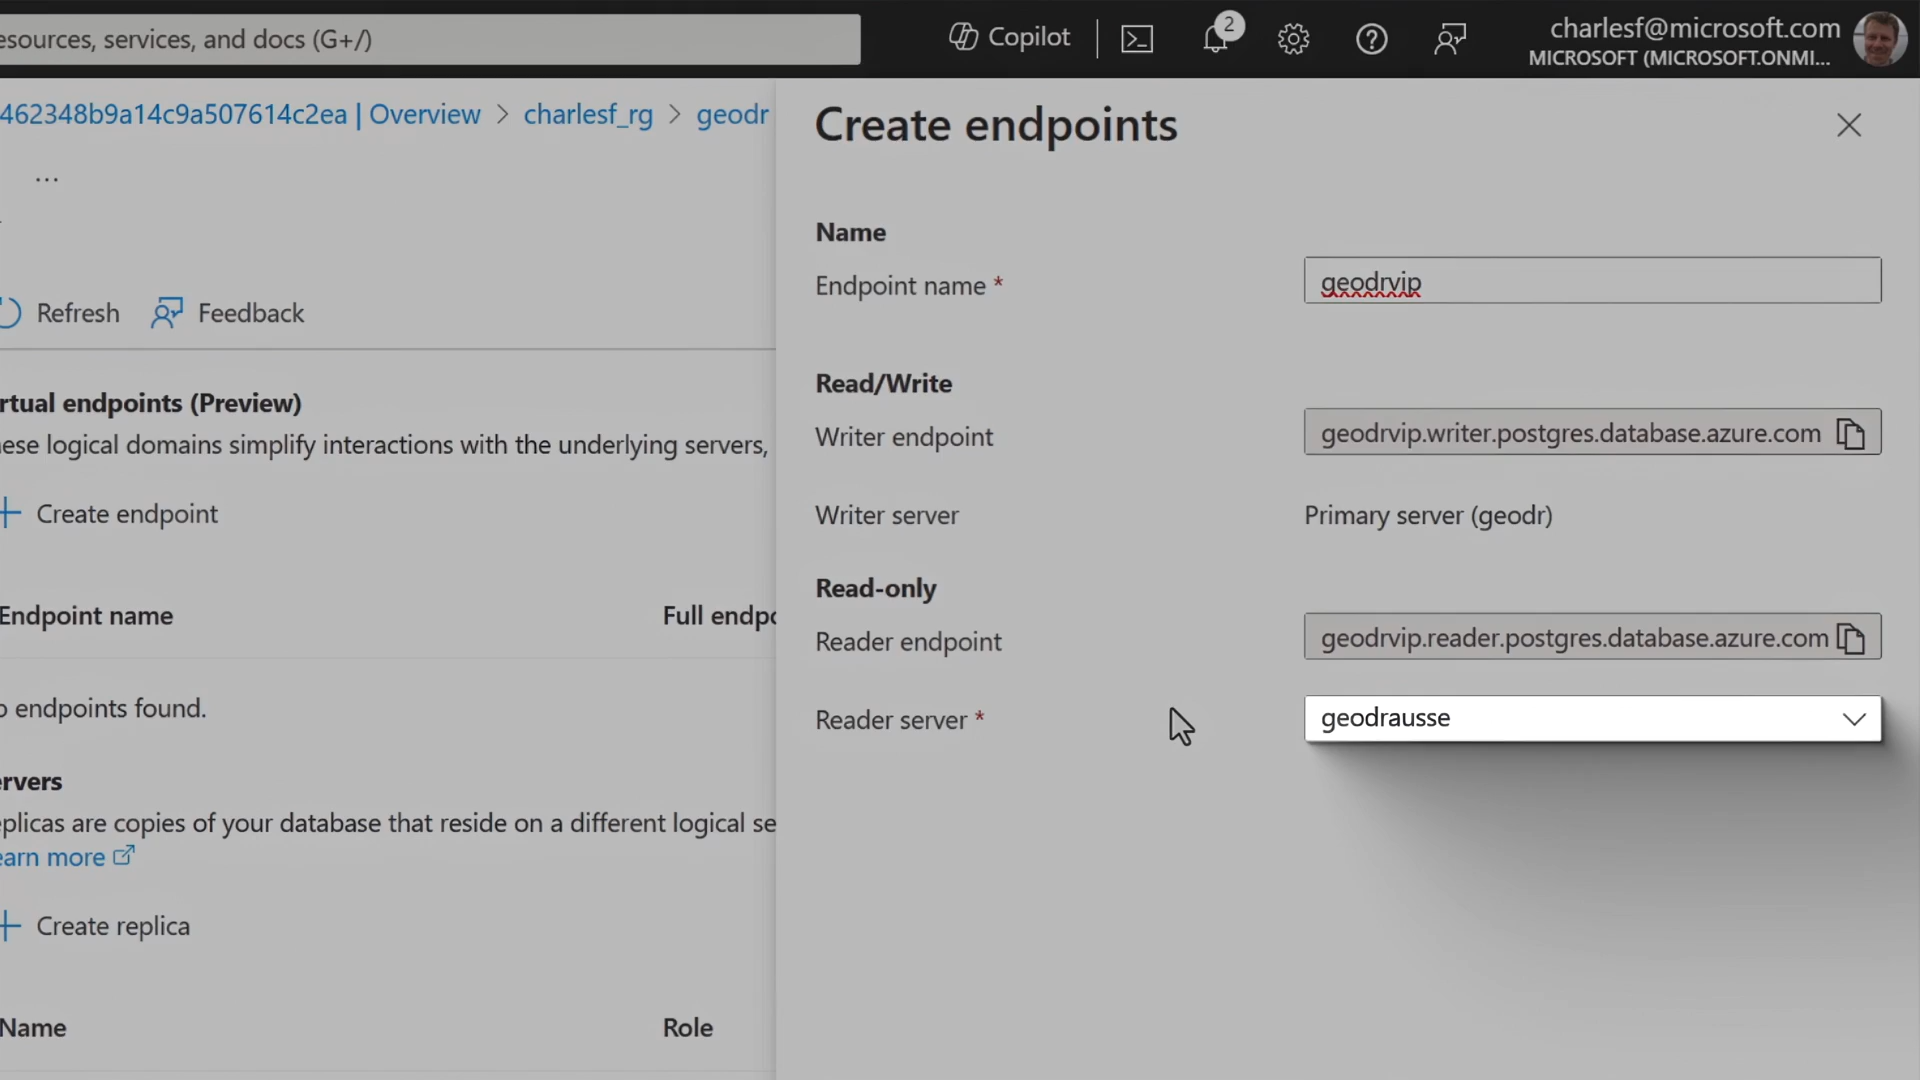 esources, services, and docs (G+/)
Copilot
2
charlesf@microsoft.com
MICROSOFT (MICROSOFT.ONMI...
462348b9a14c9a507614c2ea | Overview > charlesf_rg > geodr
...
Refresh
Feedback
rtual endpoints (Preview)
ese logical domains simplify interactions with the underlying servers,
+ Create endpoint
Endpoint name
Full endpo
o endpoints found.
ervers
eplicas are copies of your database that reside on a different logical se
earn more
+ Create replica
Name
Role
Create endpoints
Name
Endpoint name *
geodrvip
Read/Write
Writer endpoint
geodrvip.writer.postgres.database.azure.com
Writer server
Primary server (geodr)
Read-only
Reader endpoint
geodrvip.reader.postgres.database.azure.com
Reader server *
geodrausse